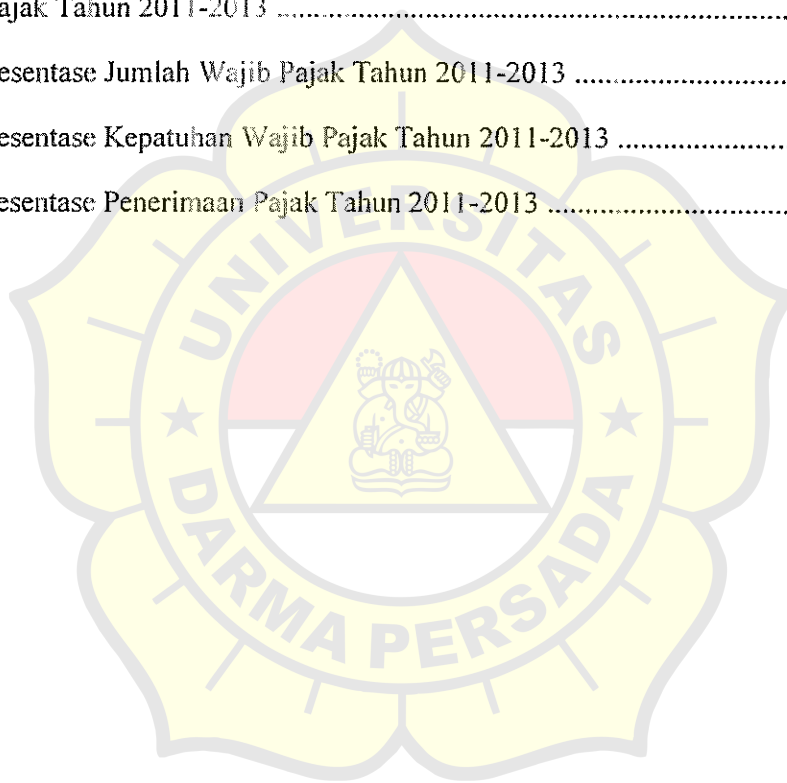 ajak Tahun 2011-2013 ....................................................................
esentase Jumlah Wajib Pajak Tahun 2011-2013 ............................
esentase Kepatuhan Wajib Pajak Tahun 2011-2013 ......................
esentase Penerimaan Pajak Tahun 2011-2013 ................................
UNIVERSITAS
DARMA PERSADA